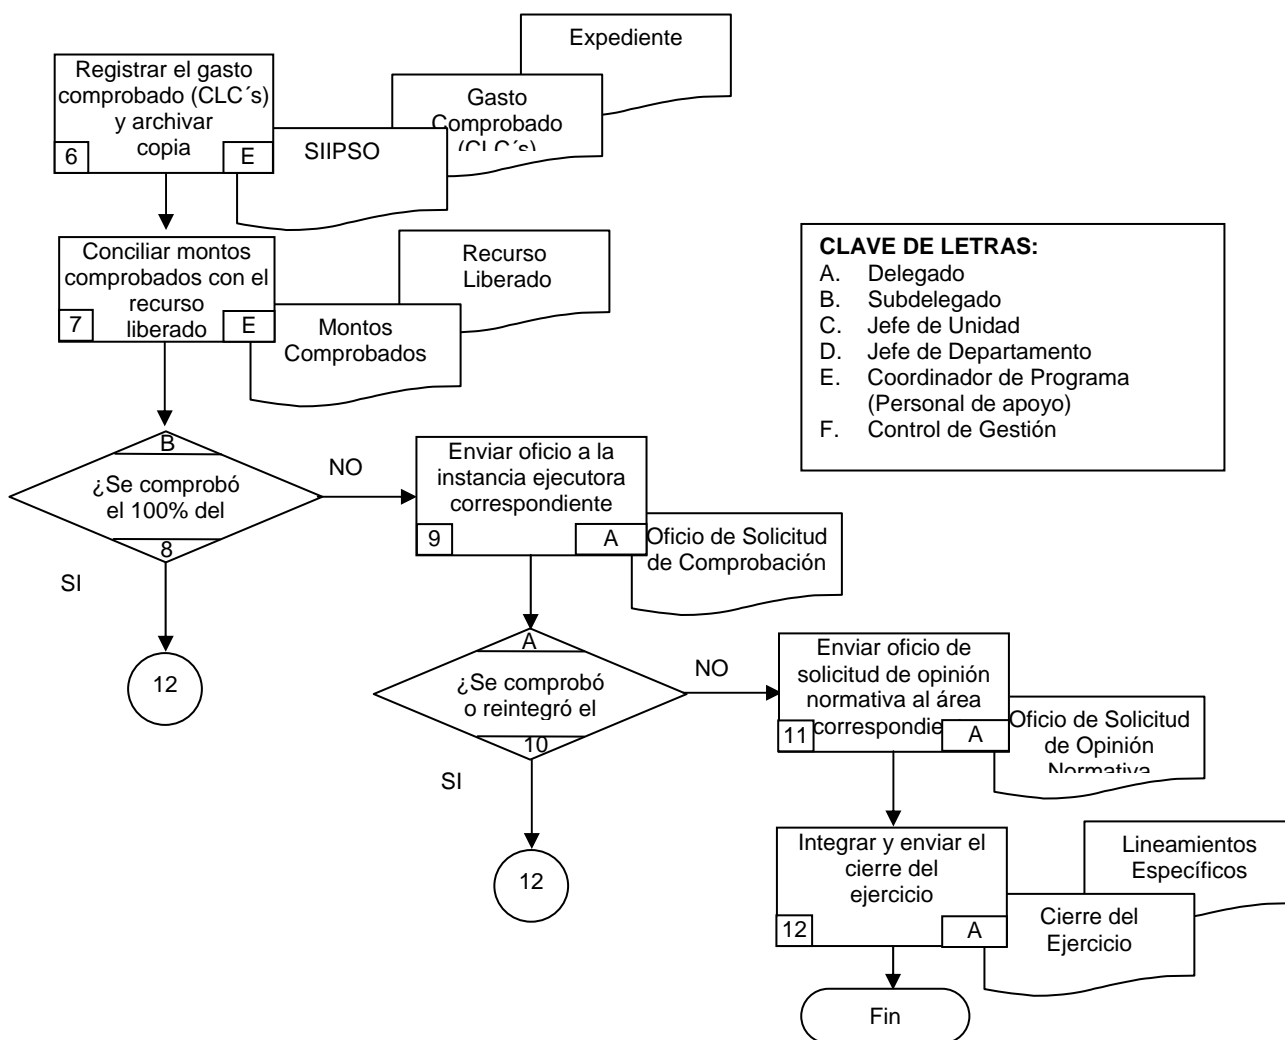 Expediente
Registrar el gasto
comprobado (CLC´s)
y archivar
copia
6
E
Gasto
Comprobado
(CLC´s)
SIIPSO
Conciliar montos
comprobados con el
recurso
liberado
7
E
Recurso
Liberado
Montos
Comprobados
CLAVE DE LETRAS:
A. Delegado
B. Subdelegado
C. Jefe de Unidad
D. Jefe de Departamento
E. Coordinador de Programa
(Personal de apoyo)
F. Control de Gestión
B
¿Se comprobó
el 100% del
8
NO
SI
12
Enviar oficio a la
instancia ejecutora
correspondiente
9
A
Oficio de Solicitud
de Comprobación
A
¿Se comprobó
o reintegró el
10
NO
SI
12
Enviar oficio de
solicitud de opinión
normativa al área
correspondie
11
A
Oficio de Solicitud
de Opinión
Normativa
Integrar y enviar el
cierre del
ejercicio
12
A
Lineamientos
Específicos
Cierre del
Ejercicio
Fin